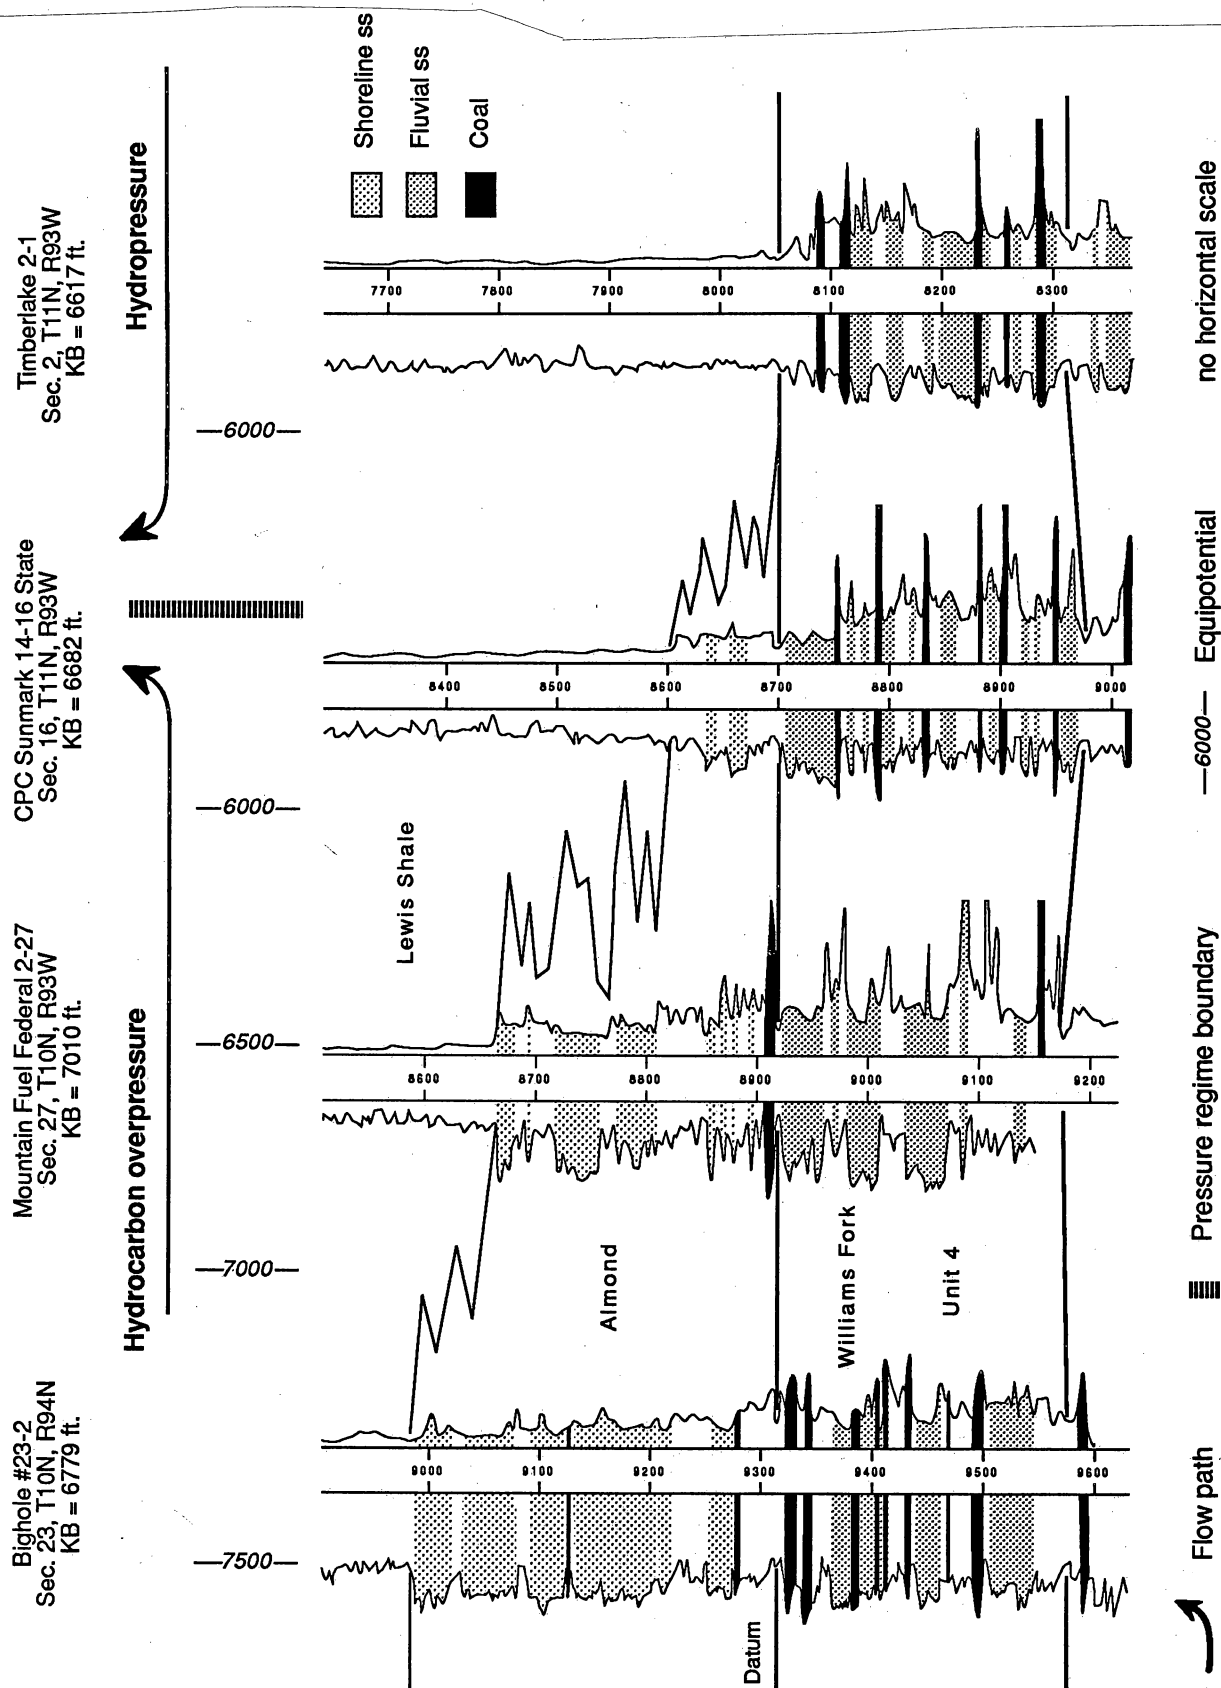 Bighole #23-2
Sec. 23, T10N, R94N
KB = 6779 ft.
Mountain Fuel Federal 2-27
Sec. 27, T10N, R93W
KB = 7010 ft.
CPC Sunmark 14-16 State
Sec. 16, T11N, R93W
KB = 6682 ft.
Timberlake 2-1
Sec. 2, T11N, R93W
KB = 6617 ft.
Hydrocarbon overpressure
Hydropressure
—7500—
—7000—
—6500—
—6000—
—6000—
Shoreline ss
Fluvial ss
Coal
Lewis Shale
Almond
Williams Fork
Unit 4
Datum
9000
9100
9200
9300
9400
9500
9600
8600
8700
8800
8900
9000
9100
9200
8400
8500
8600
8700
8800
8900
9000
7700
7800
7900
8000
8100
8200
8300
Flow path
Pressure regime boundary
—6000— Equipotential
no horizontal scale